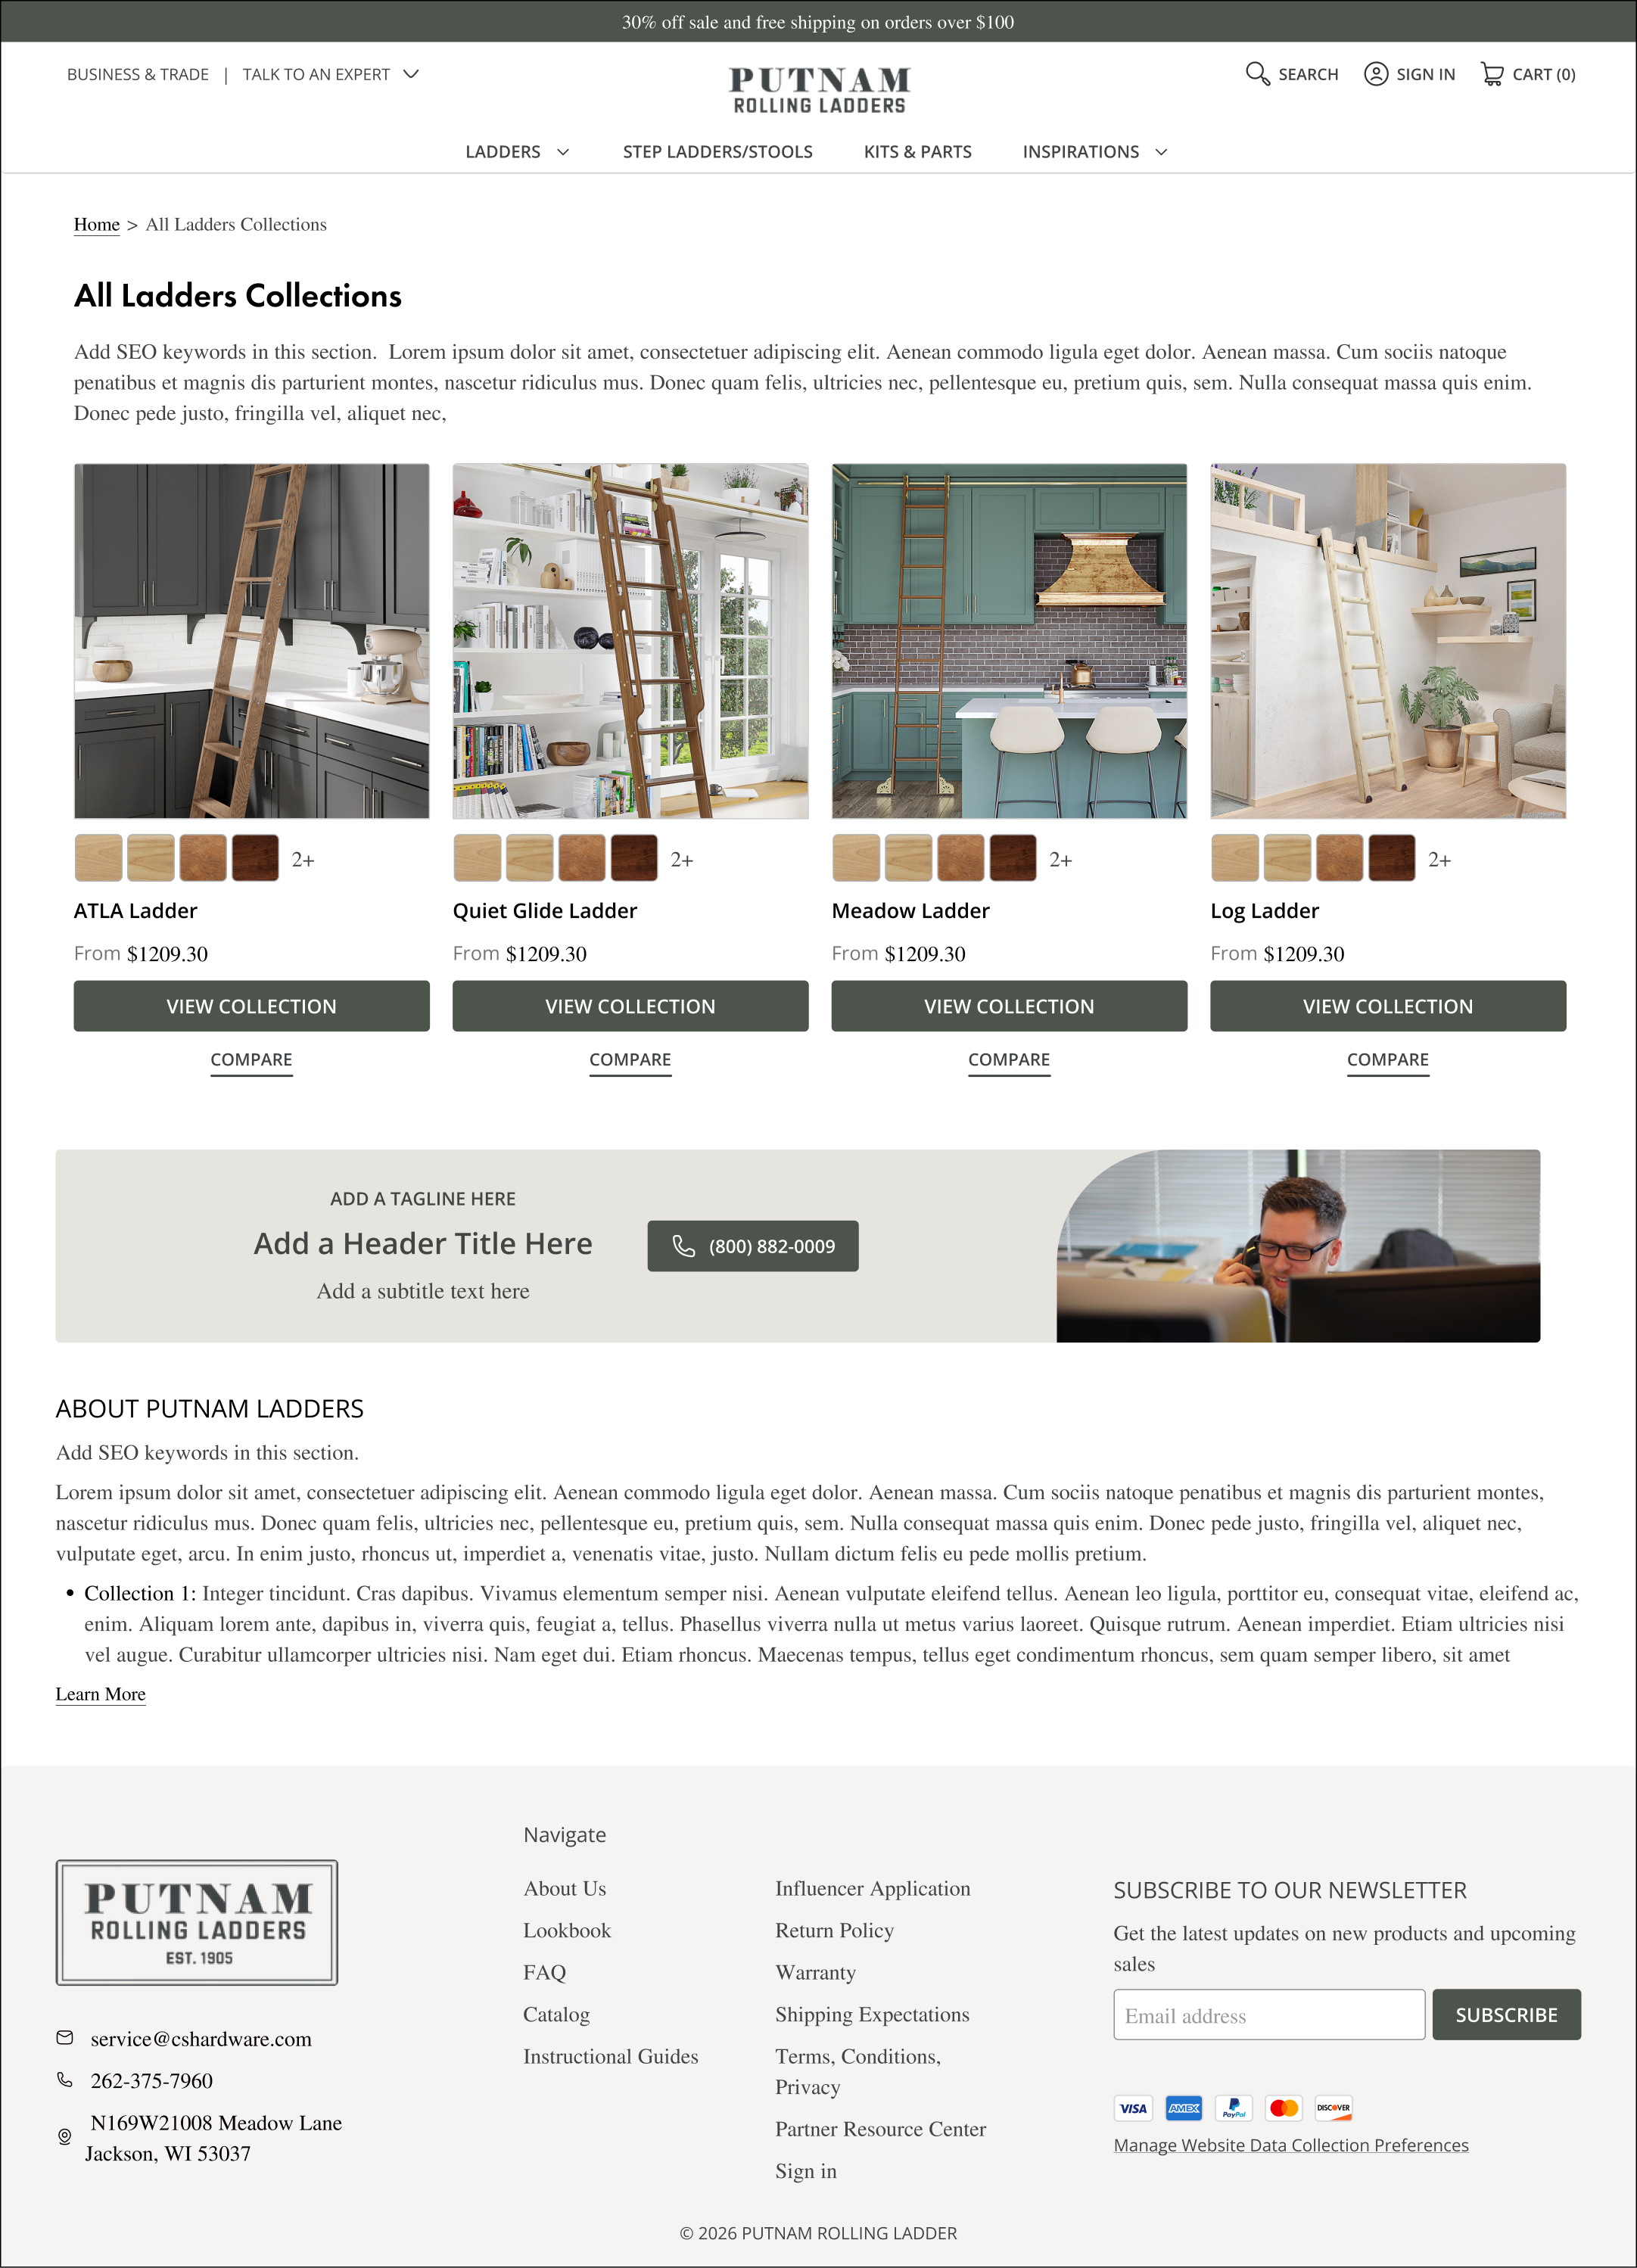 30% off sale and free shipping on orders over $100
BUSINESS & TRADE | TALK TO AN EXPERT
PUTNAM
ROLLING LADDERS
SEARCH
SIGN IN
CART (0)
LADDERS
STEP LADDERS/STOOLS
KITS & PARTS
INSPIRATIONS
Home > All Ladders Collections
All Ladders Collections
Add SEO keywords in this section. Lorem ipsum dolor sit amet, consectetuer adipiscing elit. Aenean commodo ligula eget dolor. Aenean massa. Cum sociis natoque
penatibus et magnis dis parturient montes, nascetur ridiculus mus. Donec quam felis, ultricies nec, pellentesque eu, pretium quis, sem. Nulla consequat massa quis enim.
Donec pede justo, fringilla vel, aliquet nec,
2+
ATLA Ladder
From $1209.30
VIEW COLLECTION
COMPARE
2+
Quiet Glide Ladder
From $1209.30
VIEW COLLECTION
COMPARE
2+
Meadow Ladder
From $1209.30
VIEW COLLECTION
COMPARE
2+
Log Ladder
From $1209.30
VIEW COLLECTION
COMPARE
ADD A TAGLINE HERE
Add a Header Title Here
Add a subtitle text here
(800) 882-0009
ABOUT PUTNAM LADDERS
Add SEO keywords in this section.
Lorem ipsum dolor sit amet, consectetuer adipiscing elit. Aenean commodo ligula eget dolor. Aenean massa. Cum sociis natoque penatibus et magnis dis parturient montes,
nascetur ridiculus mus. Donec quam felis, ultricies nec, pellentesque eu, pretium quis, sem. Nulla consequat massa quis enim. Donec pede justo, fringilla vel, aliquet nec,
vulputate eget, arcu. In enim justo, rhoncus ut, imperdiet a, venenatis vitae, justo. Nullam dictum felis eu pede mollis pretium.
• Collection 1: Integer tincidunt. Cras dapibus. Vivamus elementum semper nisi. Aenean vulputate eleifend tellus. Aenean leo ligula, porttitor eu, consequat vitae, eleifend ac,
enim. Aliquam lorem ante, dapibus in, viverra quis, feugiat a, tellus. Phasellus viverra nulla ut metus varius laoreet. Quisque rutrum. Aenean imperdiet. Etiam ultricies nisi
vel augue. Curabitur ullamcorper ultricies nisi. Nam eget dui. Etiam rhoncus. Maecenas tempus, tellus eget condimentum rhoncus, sem quam semper libero, sit amet
Learn More
PUTNAM
ROLLING LADDERS
EST. 1905
service@cshardware.com
262-375-7960
N169W21008 Meadow Lane
Jackson, WI 53037
Navigate
About Us
Lookbook
FAQ
Catalog
Instructional Guides
Influencer Application
Return Policy
Warranty
Shipping Expectations
Terms, Conditions,
Privacy
Partner Resource Center
Sign in
SUBSCRIBE TO OUR NEWSLETTER
Get the latest updates on new products and upcoming
sales
Email address
SUBSCRIBE
VISA
AMEX
PayPal
DISCOVER
Manage Website Data Collection Preferences
© 2026 PUTNAM ROLLING LADDER